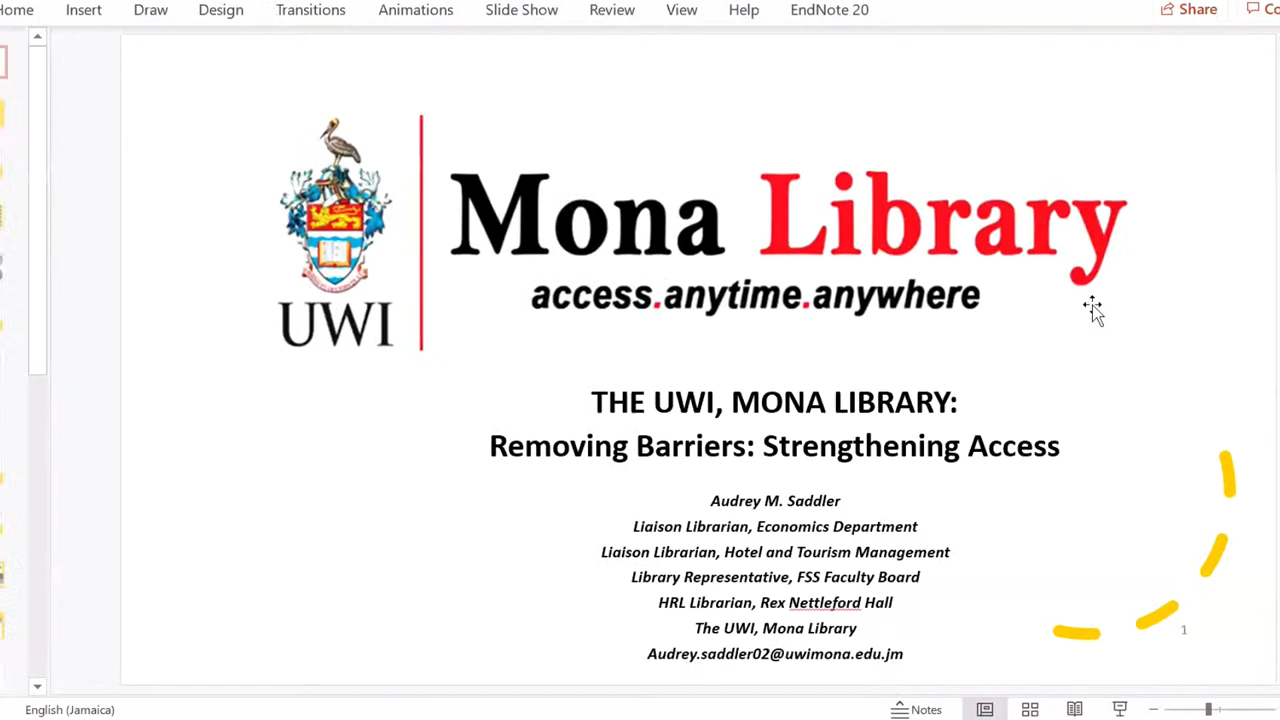 Home Insert Draw Design Transitions Animations Slide Show Review View Help EndNote 20 Share
UWI
Mona Library
access.anytime.anywhere
THE UWI, MONA LIBRARY:
Removing Barriers: Strengthening Access
Audrey M. Saddler
Liaison Librarian, Economics Department
Liaison Librarian, Hotel and Tourism Management
Library Representative, FSS Faculty Board
HRL Librarian, Rex Nettleford Hall
The UWI, Mona Library
Audrey.saddler02@uwimona.edu.jm
1
English (Jamaica) Notes